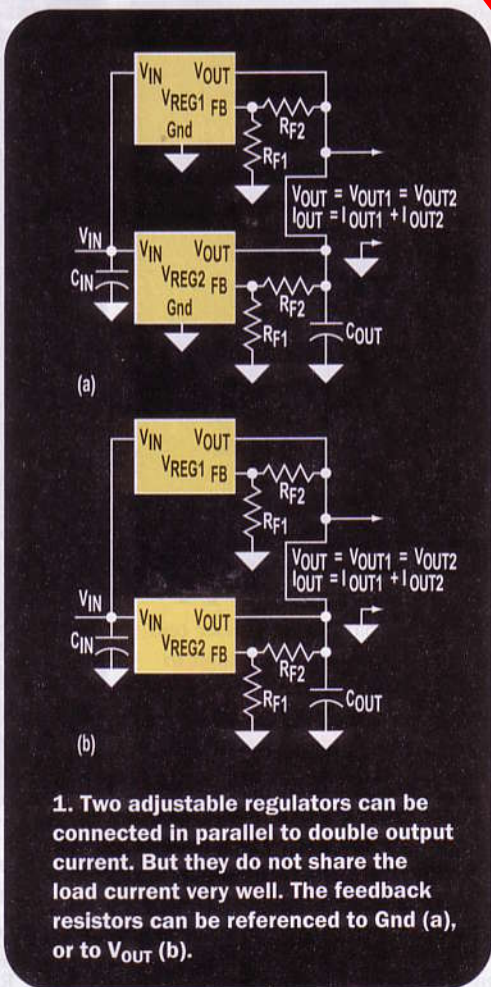 VIN VOUT
VREG1 FB
Gnd
RF2
RF1
VOUT = VOUT1 = VOUT2
IOUT = IOUT1 + IOUT2
VIN
CIN
VIN VOUT
VREG2 FB
Gnd
RF2
RF1
COUT
(a)
VIN VOUT
VREG1 FB
RF2
RF1
VOUT = VOUT1 = VOUT2
IOUT = IOUT1 + IOUT2
VIN
CIN
VIN VOUT
VREG2 FB
RF2
RF1
COUT
(b)
1. Two adjustable regulators can be
connected in parallel to double output
current. But they do not share the
load current very well. The feedback
resistors can be referenced to Gnd (a),
or to VOUT (b).